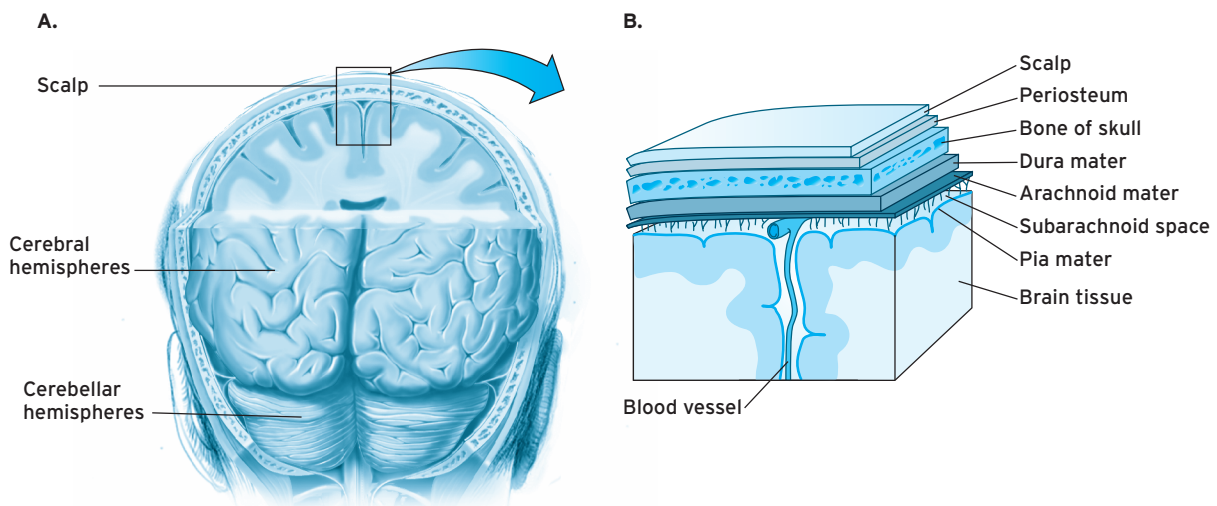 A.
Scalp
Cerebral
hemispheres
Cerebellar
hemispheres
B.
Scalp
Periosteum
Bone of skull
Dura mater
Arachnoid mater
Subarachnoid space
Pia mater
Brain tissue
Blood vessel